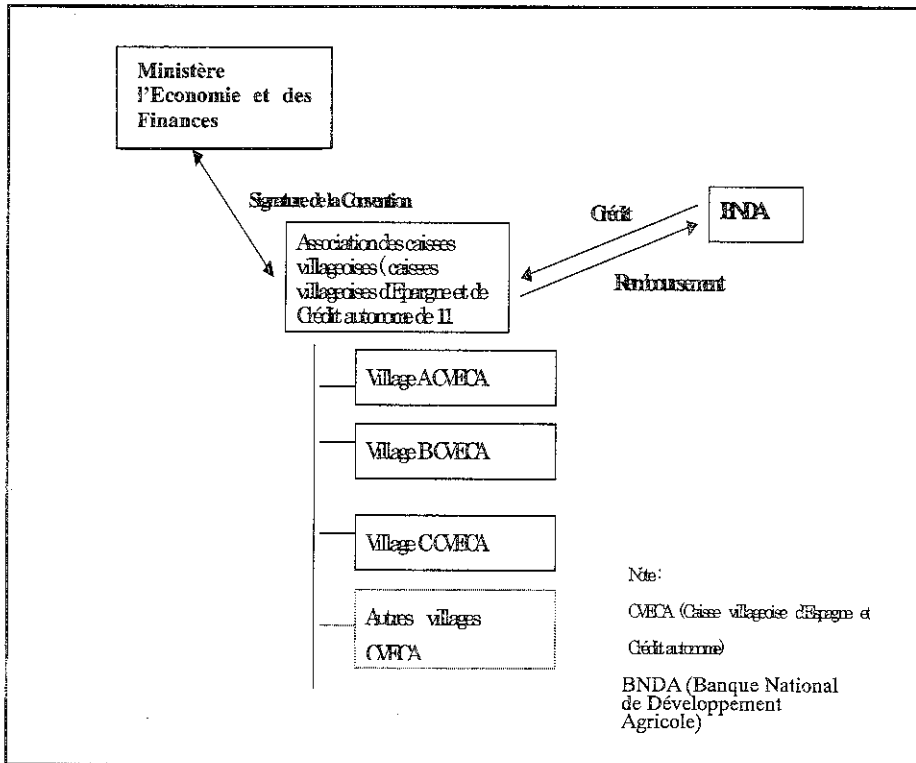 Ministère
l'Economie et des
Finances
Signature de la Convention
Crédit
BNDA
Remboursement
Association des caisses
villageoises (caisses
villageoises d'Epargne et de
Crédit autonome de 11
Village A CVECA
Village B CVECA
Village C CVECA
Autres villages
CVECA
Note:
CVECA (Caisse villageoise d'Espagne et
Crédit autonome)
BNDA (Banque National
de Développement
Agricole)